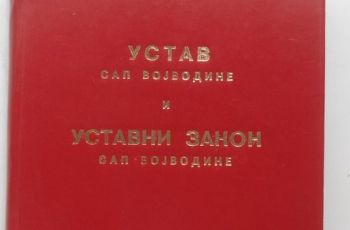 УСТАВ
САП ВОЈВОДИНЕ
И
УСТАВНИ ЗАКОН
САП ВОЈВОДИНЕ